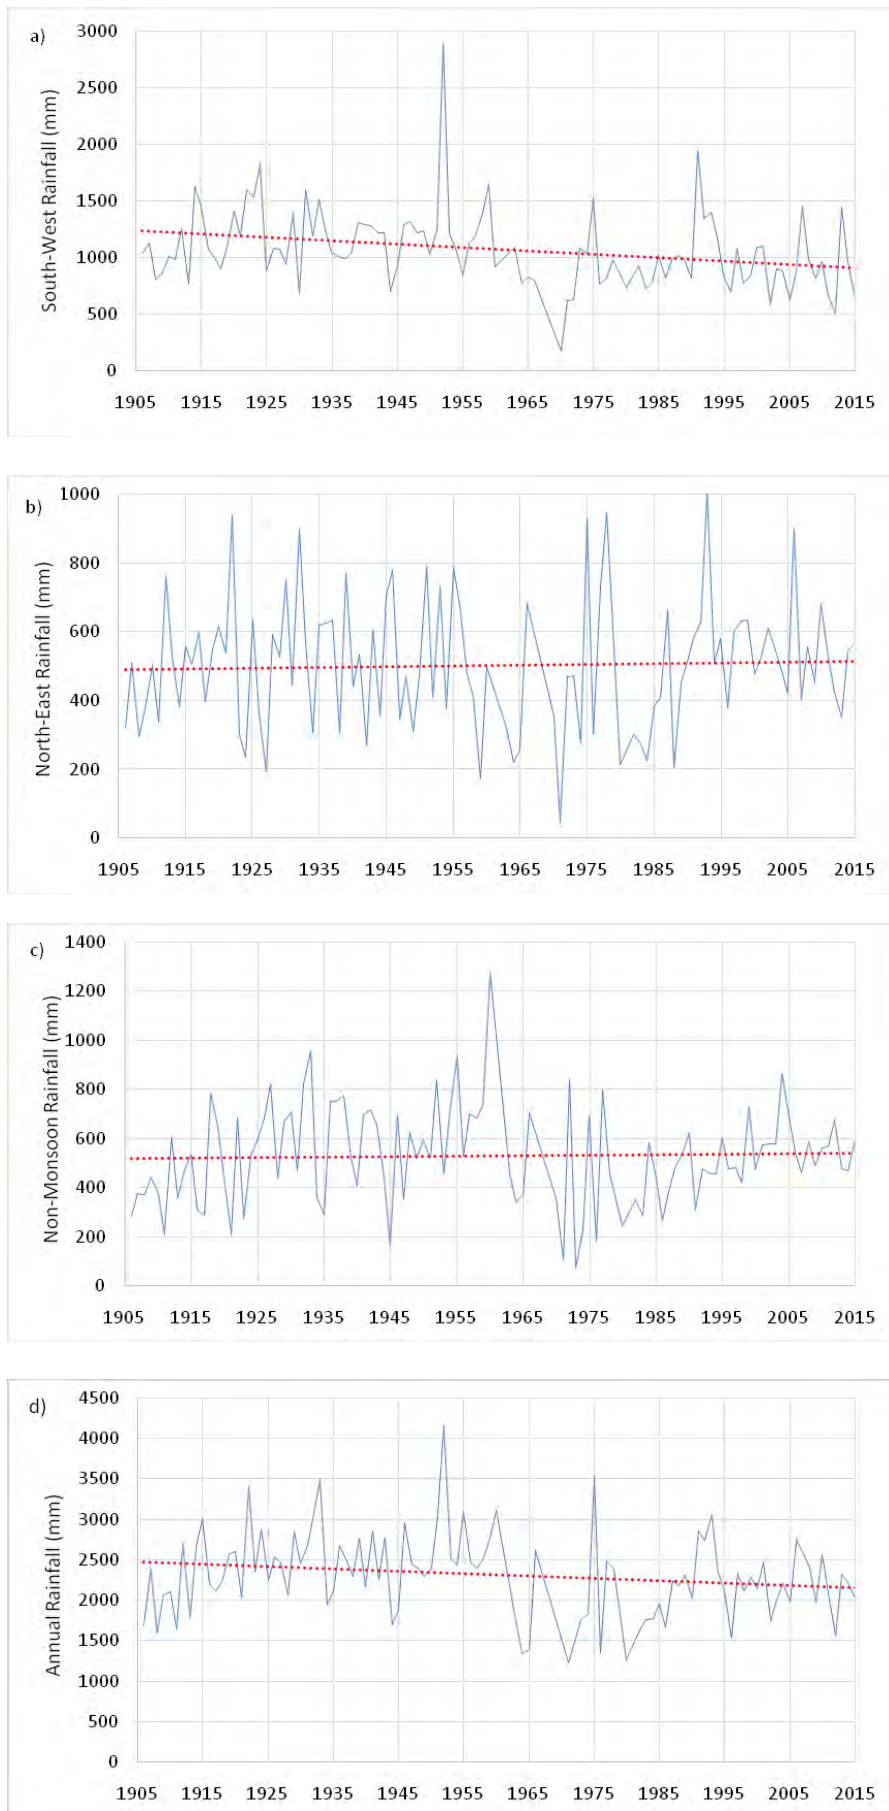 a)
South-West Rainfall (mm)
3000
2500
2000
1500
1000
500
0
1905 1915 1925 1935 1945 1955 1965 1975 1985 1995 2005 2015
b)
North-East Rainfall (mm)
1000
800
600
400
200
0
1905 1915 1925 1935 1945 1955 1965 1975 1985 1995 2005 2015
c)
Non-Monsoon Rainfall (mm)
1400
1200
1000
800
600
400
200
0
1905 1915 1925 1935 1945 1955 1965 1975 1985 1995 2005 2015
d)
Annual Rainfall (mm)
4500
4000
3500
3000
2500
2000
1500
1000
500
0
1905 1915 1925 1935 1945 1955 1965 1975 1985 1995 2005 2015